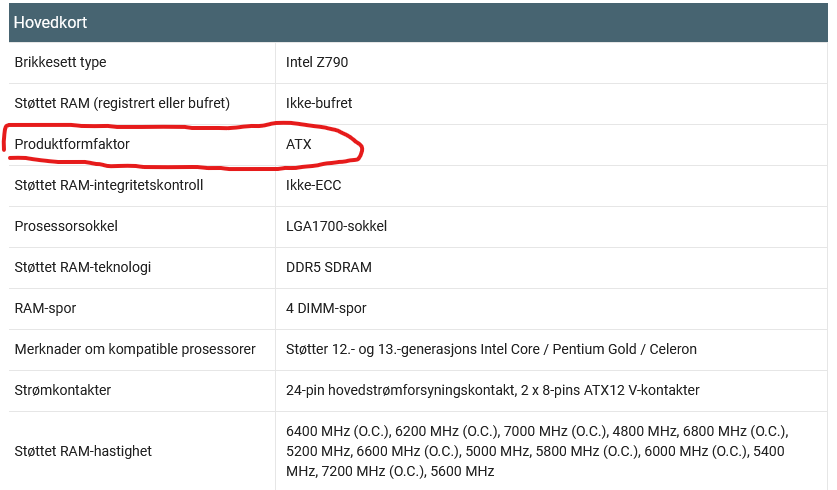 Hovedkort
Brikkesett type Intel Z790
Støttet RAM (registrert eller bufret) Ikke-bufret
Produktformfaktor ATX
Støttet RAM-integritetskontroll Ikke-ECC
Prosessorsokkel LGA1700-sokkel
Støttet RAM-teknologi DDR5 SDRAM
RAM-spor 4 DIMM-spor
Merknader om kompatible prosessorer Støtter 12.- og 13.-generasjons Intel Core / Pentium Gold / Celeron
Strømkontakter 24-pin hovedstrømforsyningskontakt, 2 x 8-pins ATX12 V-kontakter
Støttet RAM-hastighet
6400 MHz (O.C.), 6200 MHz (O.C.), 7000 MHz (O.C.), 4800 MHz, 6800 MHz (O.C.),
5200 MHz, 6600 MHz (O.C.), 5000 MHz, 5800 MHz (O.C.), 6000 MHz (O.C.), 5400
MHz, 7200 MHz (O.C.), 5600 MHz